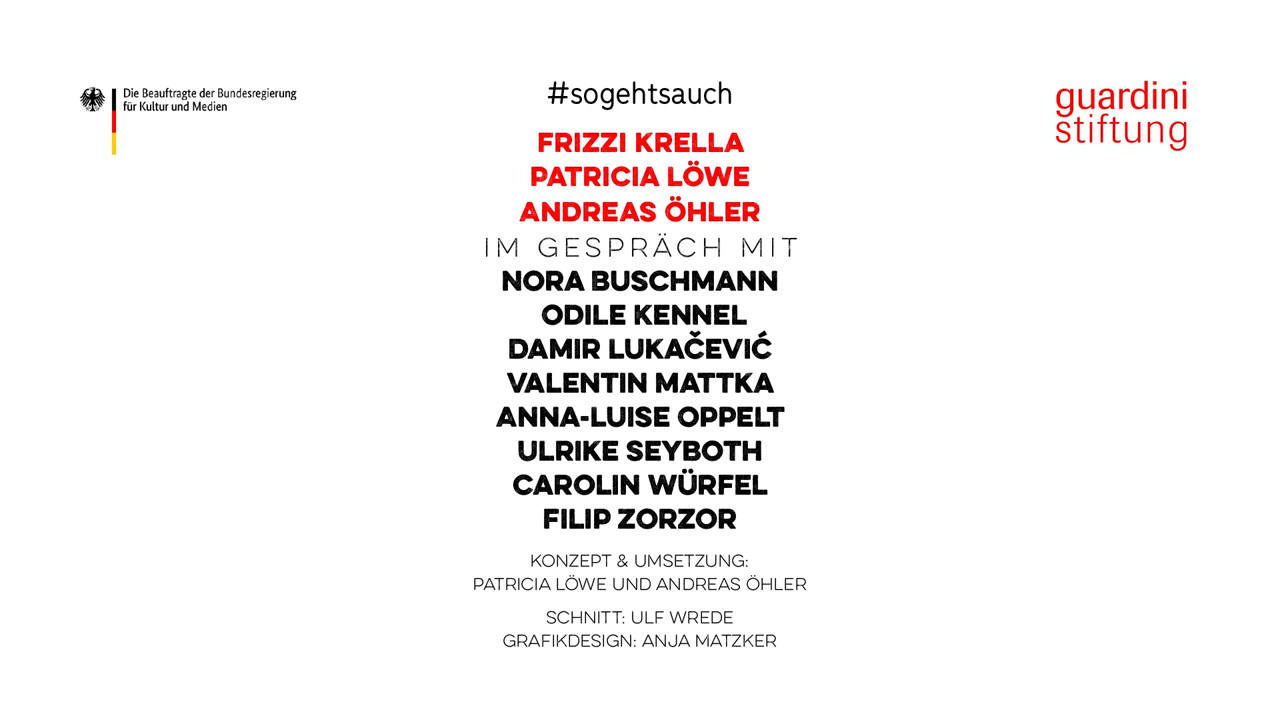 Die Beauftragte der Bundesregierung
für Kultur und Medien
#sogehtsauch
guardini
stiftung
FRIZZI KRELLA
PATRICIA LÖWE
ANDREAS ÖHLER
IM GESPRÄCH MIT
NORA BUSCHMANN
ODILE KENNEL
DAMIR LUKAČEVIĆ
VALENTIN MATTKA
ANNA-LUISE OPPELT
ULRIKE SEYBOTH
CAROLIN WÜRFEL
FILIP ZORZOR
KONZEPT & UMSETZUNG:
PATRICIA LÖWE UND ANDREAS ÖHLER
SCHNITT: ULF WREDE
GRAFIKDESIGN: ANJA MATZKER